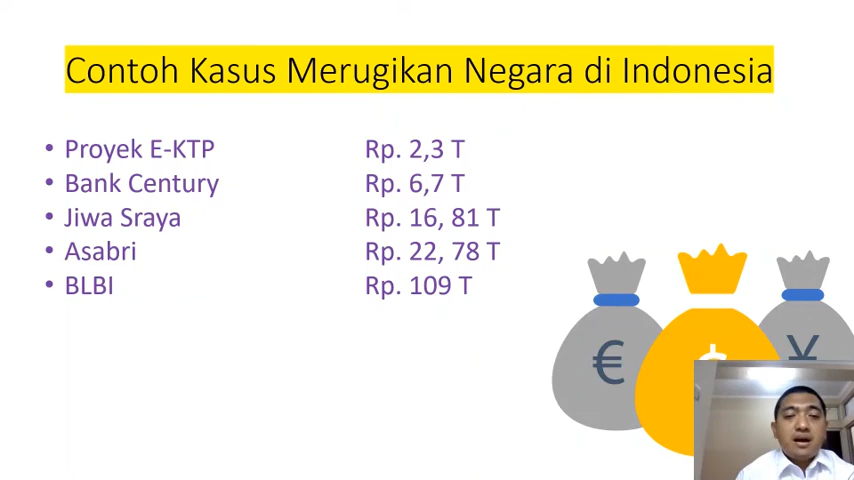 Contoh Kasus Merugikan Negara di Indonesia
• Proyek E-KTP Rp. 2,3 T
• Bank Century Rp. 6,7 T
• Jiwa Sraya Rp. 16, 81 T
• Asabri Rp. 22, 78 T
• BLBI Rp. 109 T
€ $ ¥